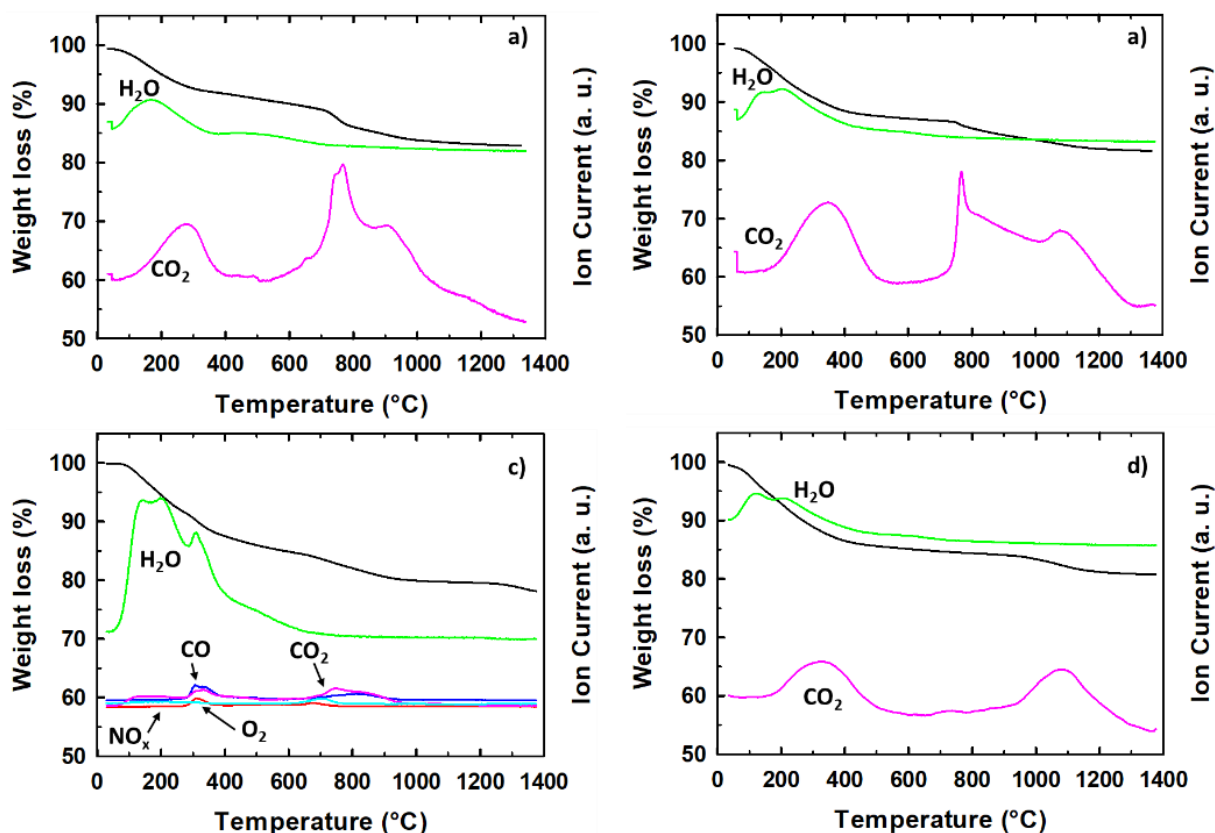 a)
100
90
80
70
60
50
Weight loss (%)
H2O
CO2
Ion Current (a. u.)
0 200 400 600 800 1000 1200 1400
Temperature (°C)
a)
100
90
80
70
60
50
Weight loss (%)
H2O
CO2
Ion Current (a. u.)
0 200 400 600 800 1000 1200 1400
Temperature (°C)
c)
100
90
80
70
60
50
Weight loss (%)
H2O
CO
CO2
NOx
O2
Ion Current (a. u.)
0 200 400 600 800 1000 1200 1400
Temperature (°C)
d)
100
90
80
70
60
50
Weight loss (%)
H2O
CO2
Ion Current (a. u.)
0 200 400 600 800 1000 1200 1400
Temperature (°C)